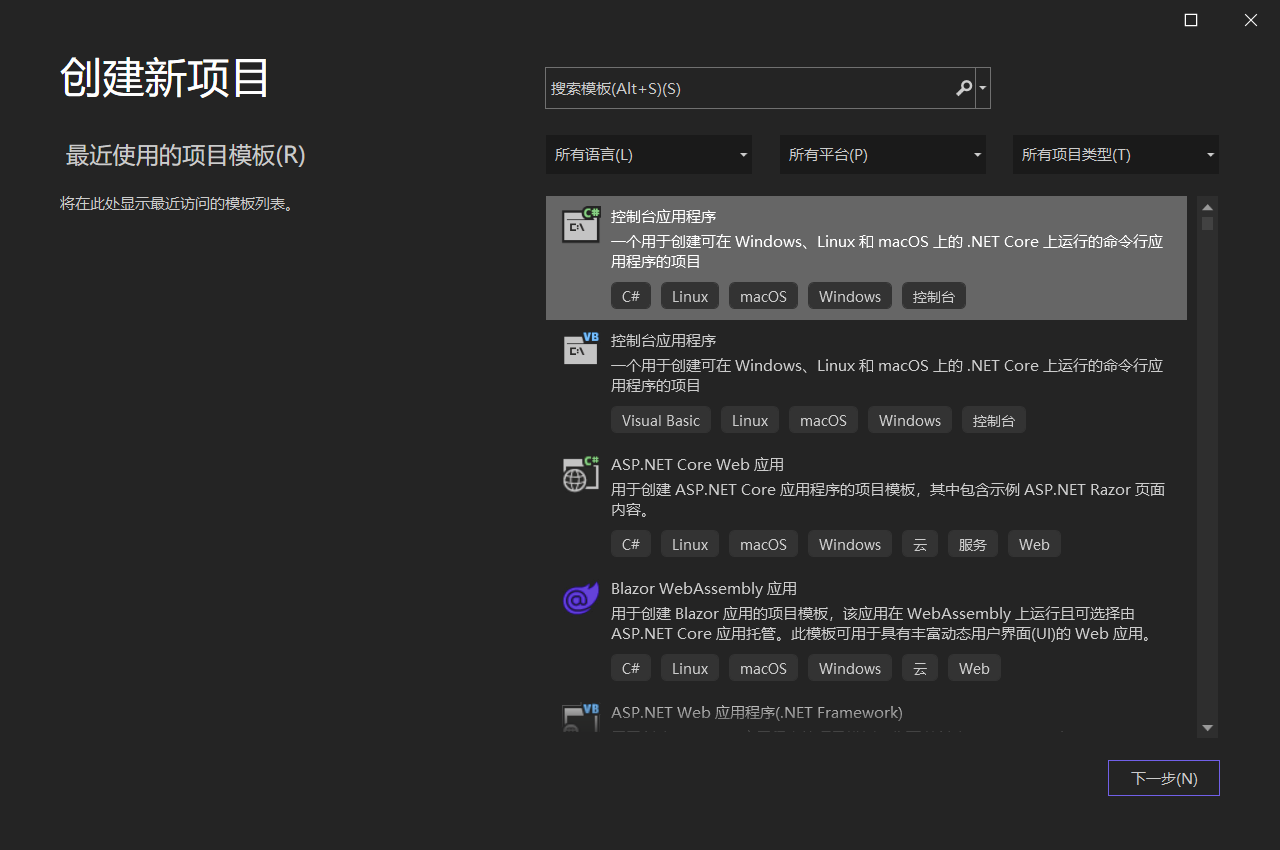 创建新项目
最近使用的项目模板(R)
将在此处显示最近访问的模板列表。
搜索模板(Alt+S)(S)
所有语言(L)
所有平台(P)
所有项目类型(T)
C#
C:\
控制台应用程序
一个用于创建可在 Windows、Linux 和 macOS 上的 .NET Core 上运行的命令行应
用程序的项目
C# Linux macOS Windows 控制台
VB
C:\
控制台应用程序
一个用于创建可在 Windows、Linux 和 macOS 上的 .NET Core 上运行的命令行应
用程序的项目
Visual Basic Linux macOS Windows 控制台
C#
ASP.NET Core Web 应用
用于创建 ASP.NET Core 应用程序的项目模板，其中包含示例 ASP.NET Razor 页面
内容。
C# Linux macOS Windows 云 服务 Web
@
Blazor WebAssembly 应用
用于创建 Blazor 应用的项目模板，该应用在 WebAssembly 上运行且可选择由
ASP.NET Core 应用托管。此模板可用于具有丰富动态用户界面(UI)的 Web 应用。
C# Linux macOS Windows 云 Web
VB
ASP.NET Web 应用程序(.NET Framework)
下一步(N)